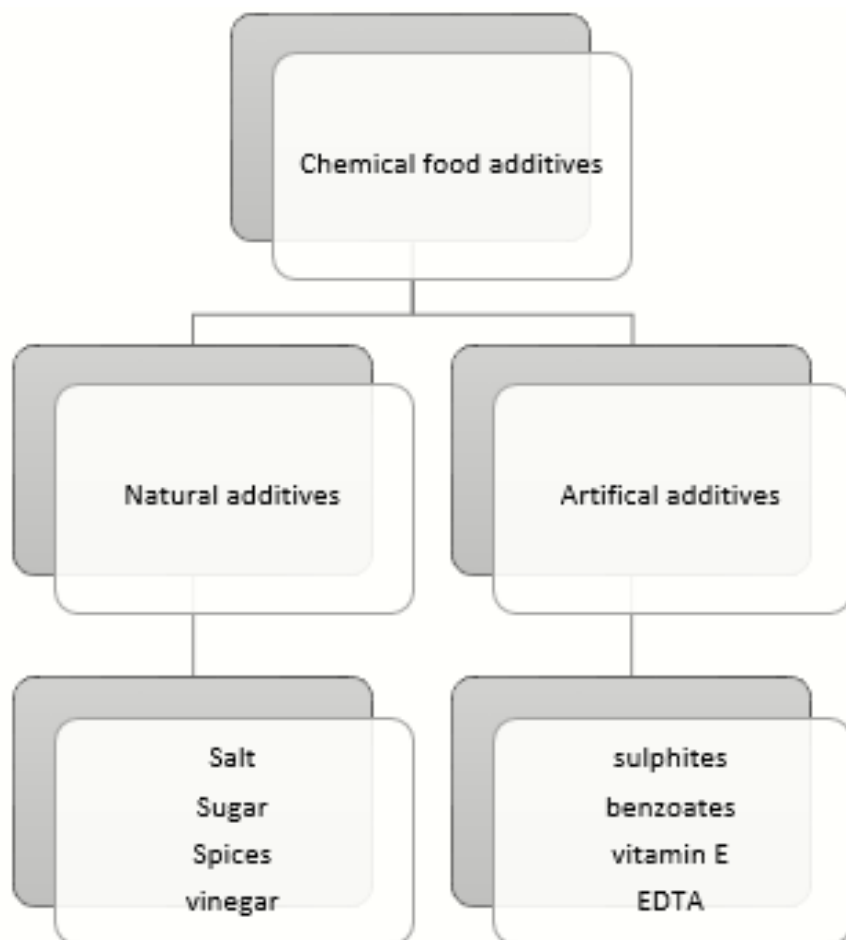 Chemical food additives
Natural additives
Artifical additives
Salt
Sugar
Spices
vinegar
sulphites
benzoates
vitamin E
EDTA